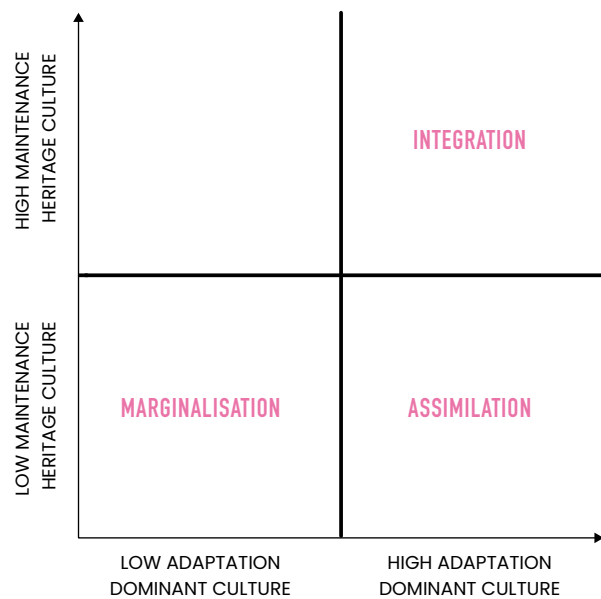 HIGH MAINTENANCE
HERITAGE CULTURE
INTEGRATION
LOW MAINTENANCE
HERITAGE CULTURE
MARGINALISATION
ASSIMILATION
LOW ADAPTATION
DOMINANT CULTURE
HIGH ADAPTATION
DOMINANT CULTURE